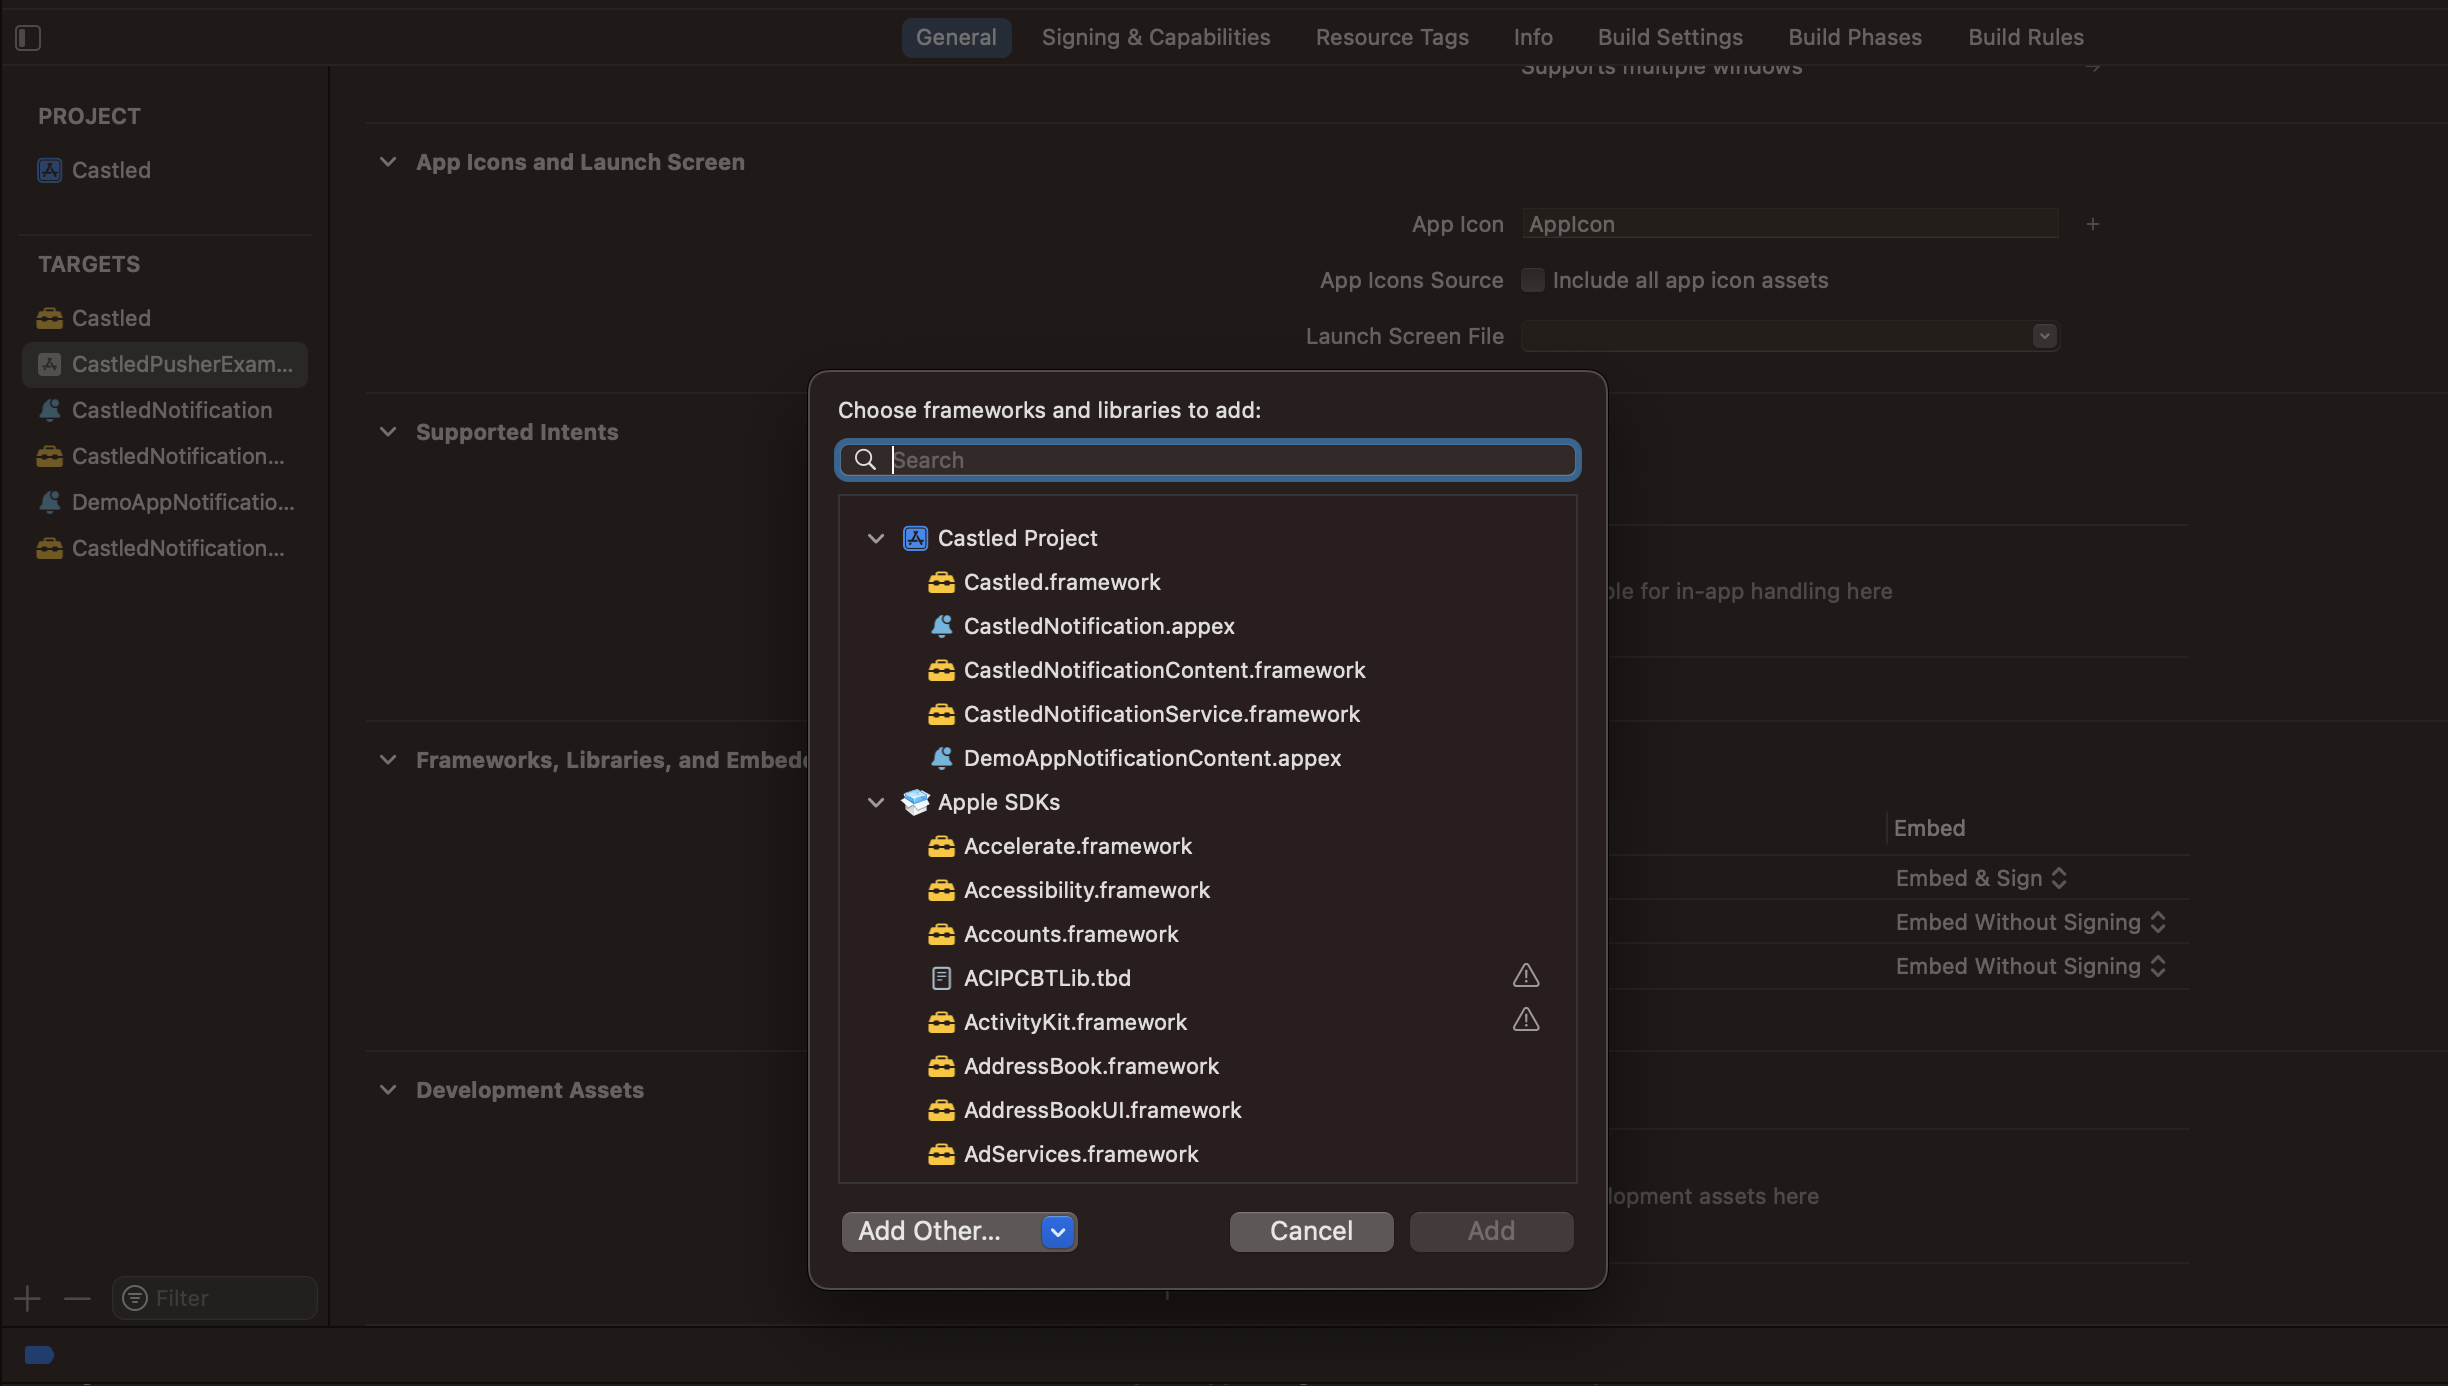 General
Signing & Capabilities
Resource Tags
Info
Build Settings
Build Phases
Build Rules
Supports multiple windows
PROJECT
Castled
TARGETS
Castled
CastledPusherExam...
CastledNotification
CastledNotification...
DemoAppNotificatio...
CastledNotification...
Filter
App Icons and Launch Screen
App Icon
AppIcon
App Icons Source
Include all app icon assets
Launch Screen File
Supported Intents
for in-app handling here
Frameworks, Libraries, and
Embed
Embed & Sign
Embed Without Signing
Embed Without Signing
Development Assets
assets here
Choose frameworks and libraries to add:
Search
Castled Project
Castled.framework
CastledNotification.appex
CastledNotificationContent.framework
CastledNotificationService.framework
DemoAppNotificationContent.appex
Apple SDKs
Accelerate.framework
Accessibility.framework
Accounts.framework
ACIPCBTLib.tbd
ActivityKit.framework
AddressBook.framework
AddressBookUI.framework
AdServices.framework
Add Other...
Cancel
Add